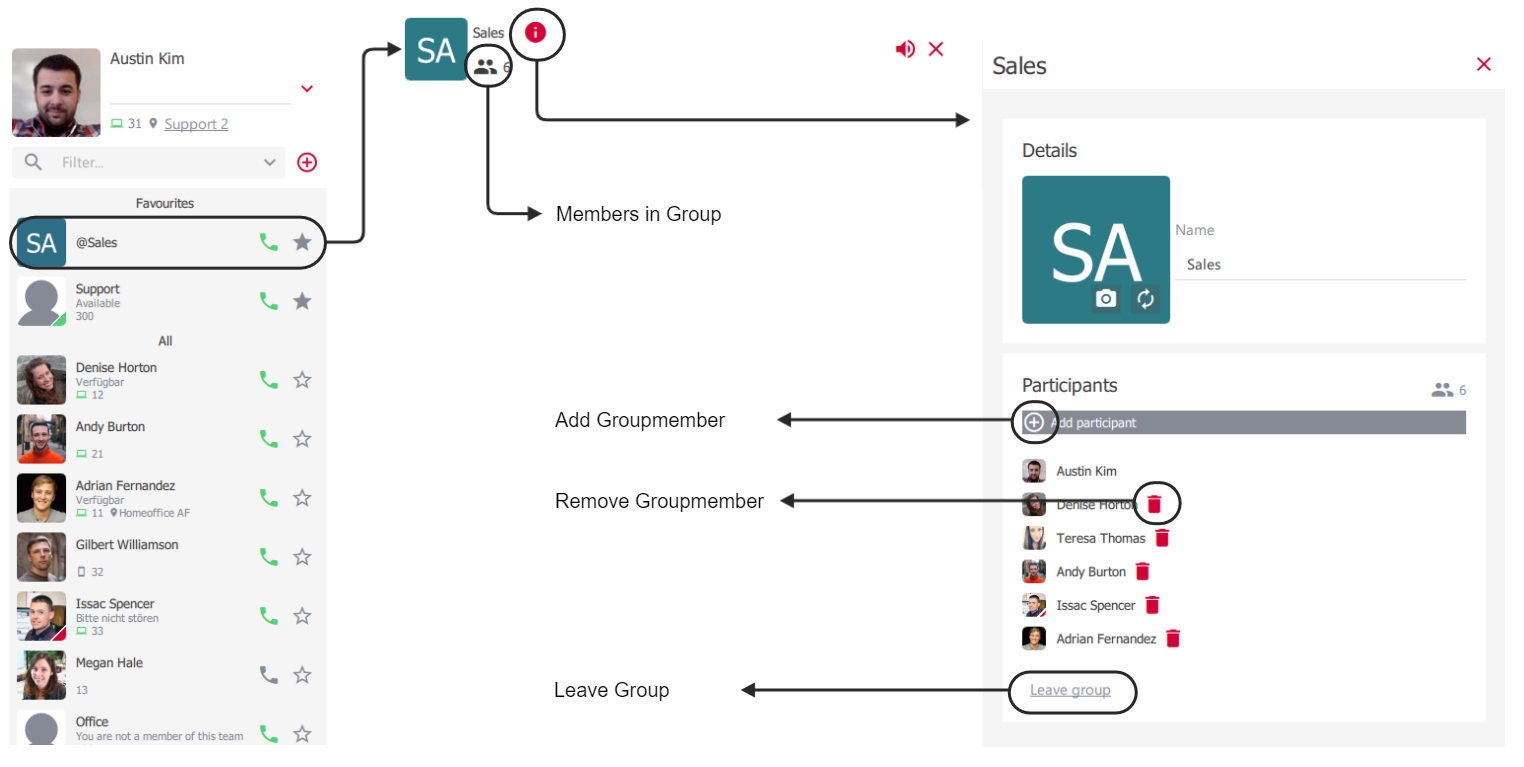 Austin Kim
31 Support 2
Filter...
Favourites
SA
@Sales
Support
Available
300
All
Denise Horton
Verfügbar
12
Andy Burton
21
Adrian Fernandez
Verfügbar
11 Homeoffice AF
Gilbert Williamson
32
Issac Spencer
Bitte nicht stören
33
Megan Hale
13
Office
You are not a member of this team
SA
Sales
6
Members in Group
Add Groupmember
Remove Groupmember
Leave Group
Sales
Details
SA
Name
Sales
Participants
6
Add participant
Austin Kim
Denise Horton
Teresa Thomas
Andy Burton
Issac Spencer
Adrian Fernandez
Leave group